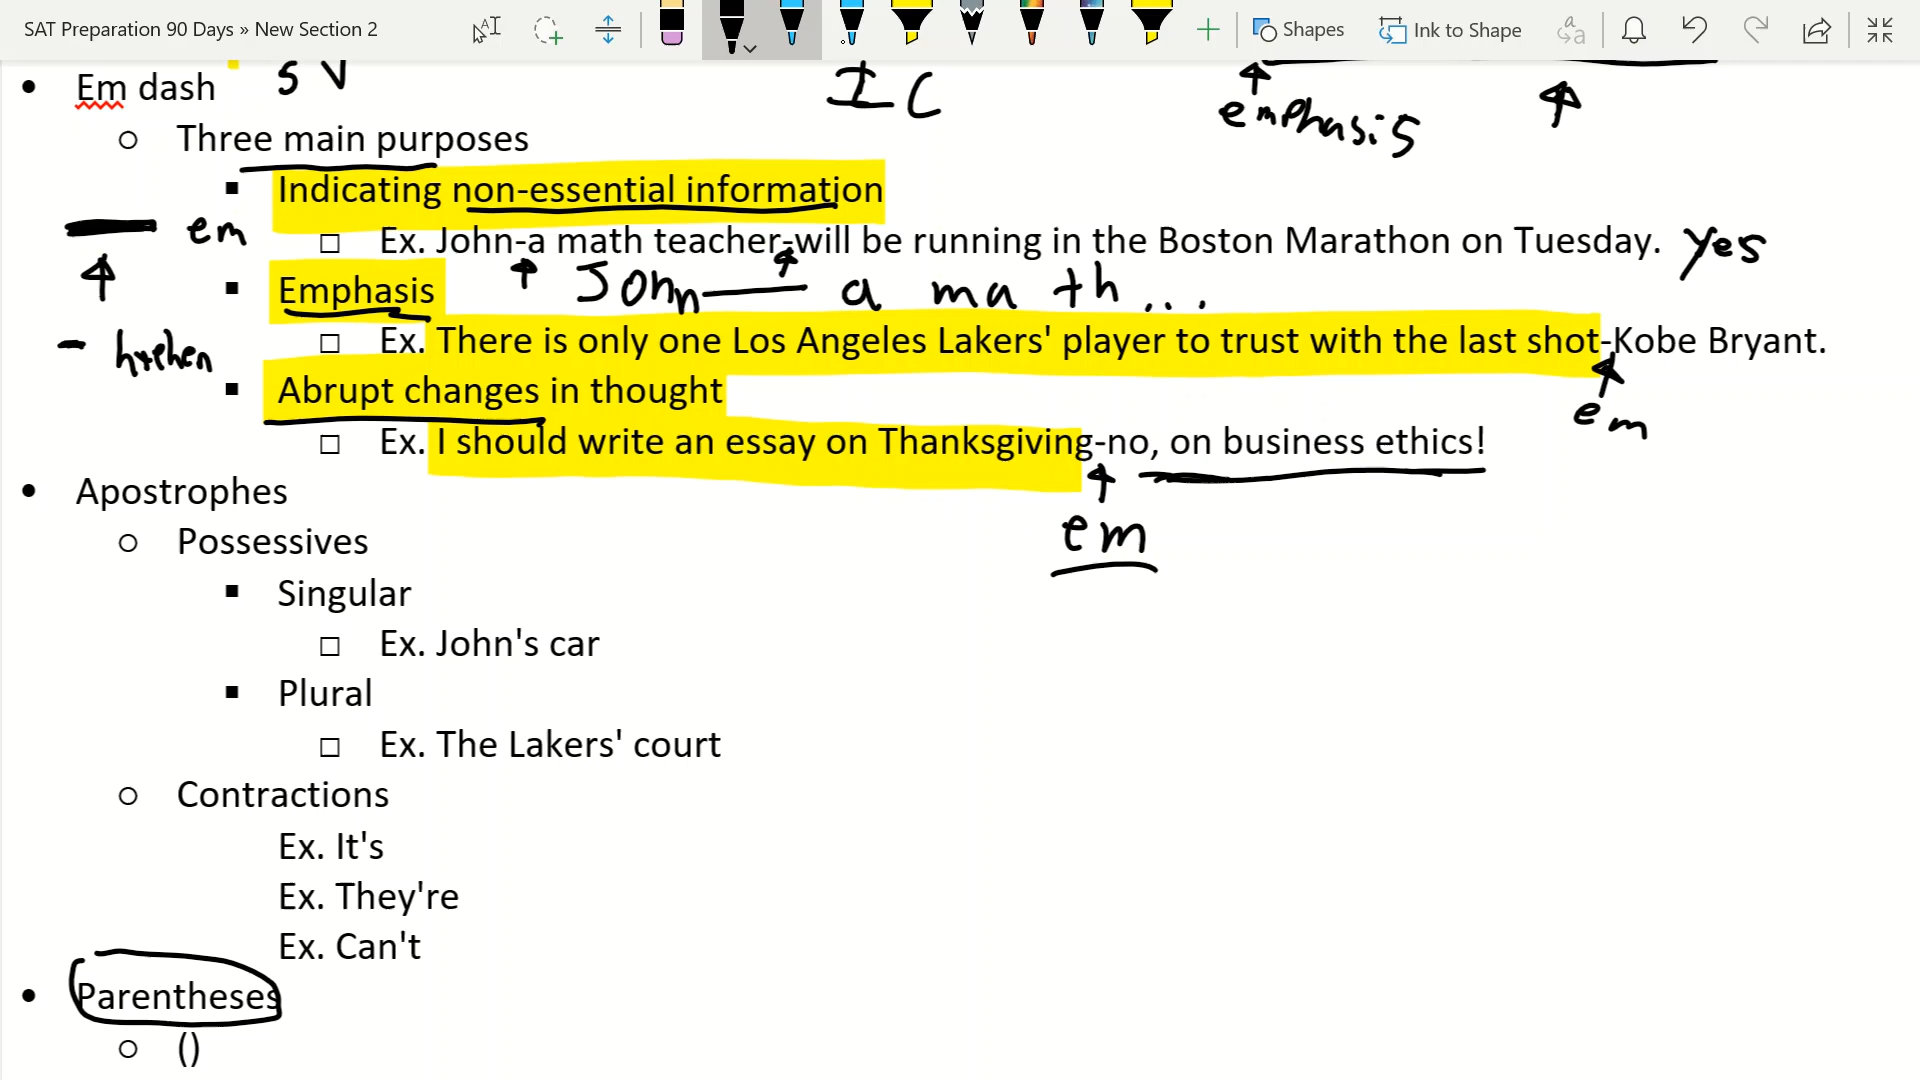 SAT Preparation 90 Days » New Section 2
Shapes
Ink to Shape
• Em dash
S V
I C
emphasis
○ Three main purposes
▪ Indicating non-essential information
em
□ Ex. John-a math teacher-will be running in the Boston Marathon on Tuesday.
Yes
▪ Emphasis
John— a math...
□ Ex. There is only one Los Angeles Lakers' player to trust with the last shot-Kobe Bryant.
- hyphen
▪ Abrupt changes in thought
em
□ Ex. I should write an essay on Thanksgiving-no, on business ethics!
• Apostrophes
em
○ Possessives
▪ Singular
□ Ex. John's car
▪ Plural
□ Ex. The Lakers' court
○ Contractions
Ex. It's
Ex. They're
Ex. Can't
• Parentheses
○ ()